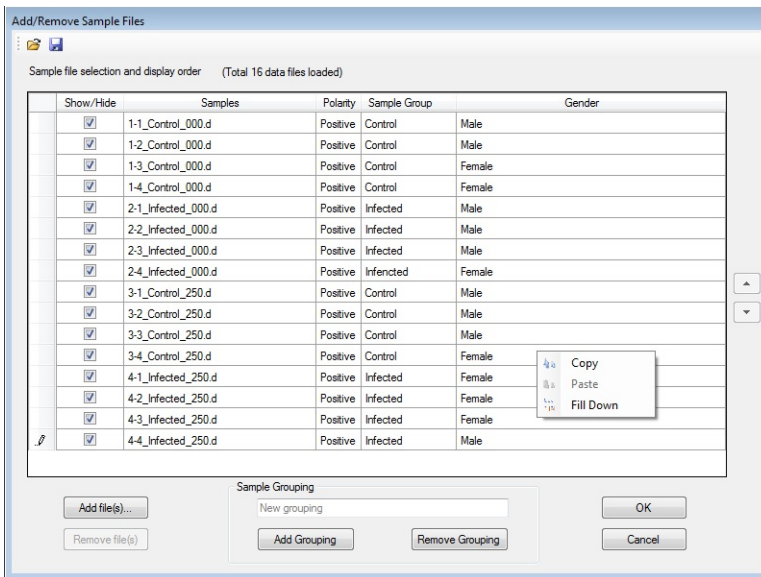 Add/Remove Sample Files
Sample file selection and display order (Total 16 data files loaded)
Show/Hide Samples Polarity Sample Group Gender
1-1_Control_000.d Positive Control Male
1-2_Control_000.d Positive Control Male
1-3_Control_000.d Positive Control Female
1-4_Control_000.d Positive Control Female
2-1_Infected_000.d Positive Infected Male
2-2_Infected_000.d Positive Infected Male
2-3_Infected_000.d Positive Infected Male
2-4_Infected_000.d Positive Infencted Female
3-1_Control_250.d Positive Control Male
3-2_Control_250.d Positive Control Male
3-3_Control_250.d Positive Control Male
3-4_Control_250.d Positive Control Female
4-1_Infected_250.d Positive Infected Female
4-2_Infected_250.d Positive Infected Female
4-3_Infected_250.d Positive Infected Female
4-4_Infected_250.d Positive Infected Male
Copy
Paste
Fill Down
Sample Grouping
Add file(s)... New grouping OK
Remove file(s) Add Grouping Remove Grouping Cancel